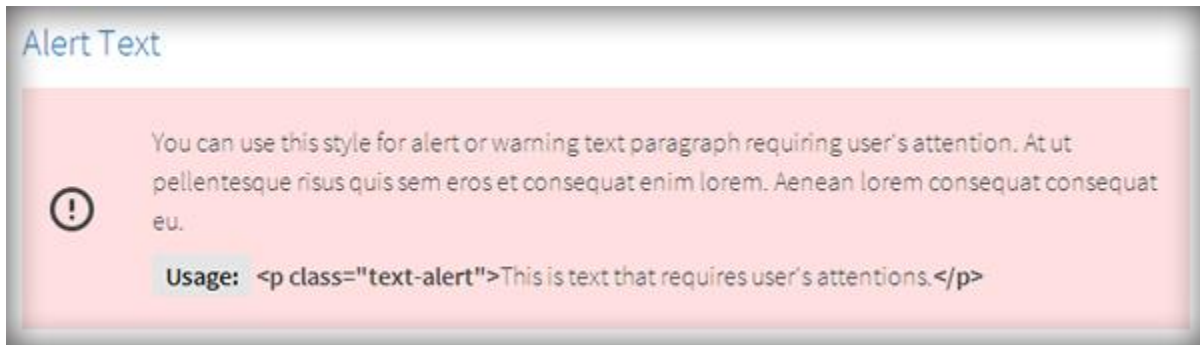 Alert Text
You can use this style for alert or warning text paragraph requiring user's attention. At ut
pellentesque risus quis sem eros et consequat enim lorem. Aenean lorem consequat consequat
eu.
Usage: <p class="text-alert">This is text that requires user's attentions.</p>